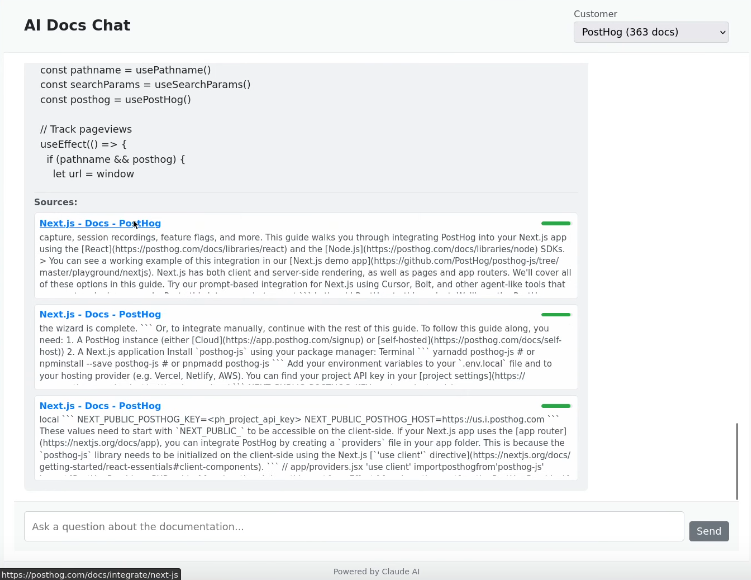 AI Docs Chat
Customer
PostHog (363 docs)
const pathname = usePathname()
const searchParams = useSearchParams()
const posthog = usePostHog()
// Track pageviews
useEffect(() => {
if (pathname && posthog) {
let url = window
Sources:
Next.js - Docs - PostHog
capture, session recordings, feature flags, and more. This guide walks you through integrating PostHog into your Next.js app
using the [React](https://posthog.com/docs/libraries/react) and the [Node.js](https://posthog.com/docs/libraries/node) SDKs.
> You can see a working example of this integration in our [Next.js demo app](https://github.com/PostHog/posthog-js/tree/
master/playground/nextjs). Next.js has both client and server-side rendering, as well as pages and app routers. We'll cover all
of these options in this guide. Try our prompt-based integration for Next.js using Cursor, Bolt, and other agent-like tools that
Next.js - Docs - PostHog
the wizard is complete. ``` Or, to integrate manually, continue with the rest of this guide. To follow this guide along, you
need: 1. A PostHog instance (either [Cloud](https://app.posthog.com/signup) or [self-hosted](https://posthog.com/docs/self-
host)) 2. A Next.js application Install `posthog-js` using your package manager: Terminal ``` yarnadd posthog-js # or
npminstall --save posthog-js # or pnpmadd posthog-js ``` Add your environment variables to your `.env.local` file and to
your hosting provider (e.g. Vercel, Netlify, AWS). You can find your project API key in your [project settings](https://
Next.js - Docs - PostHog
local ``` NEXT_PUBLIC_POSTHOG_KEY=<ph_project_api_key> NEXT_PUBLIC_POSTHOG_HOST=https://us.i.posthog.com ```
These values need to start with `NEXT_PUBLIC_` to be accessible on the client-side. If your Next.js app uses the [app router]
(https://nextjs.org/docs/app), you can integrate PostHog by creating a `providers` file in your app folder. This is because the
`posthog-js` library needs to be initialized on the client-side using the Next.js [`'use client'` directive](https://nextjs.org/docs/
getting-started/react-essentials#client-components). ``` // app/providers.jsx 'use client' importposthogfrom'posthog-js'
Ask a question about the documentation...
Send
Powered by Claude AI
https://posthog.com/docs/integrate/next-js